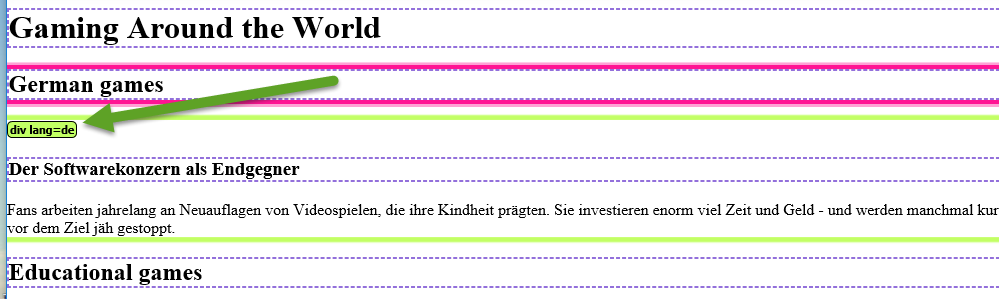 Gaming Around the World
German games
div lang=de
Der Softwarekonzern als Endgegner
Fans arbeiten jahrelang an Neuauflagen von Videospielen, die ihre Kindheit prägten. Sie investieren enorm viel Zeit und Geld - und werden manchmal kur
vor dem Ziel jäh gestoppt.
Educational games